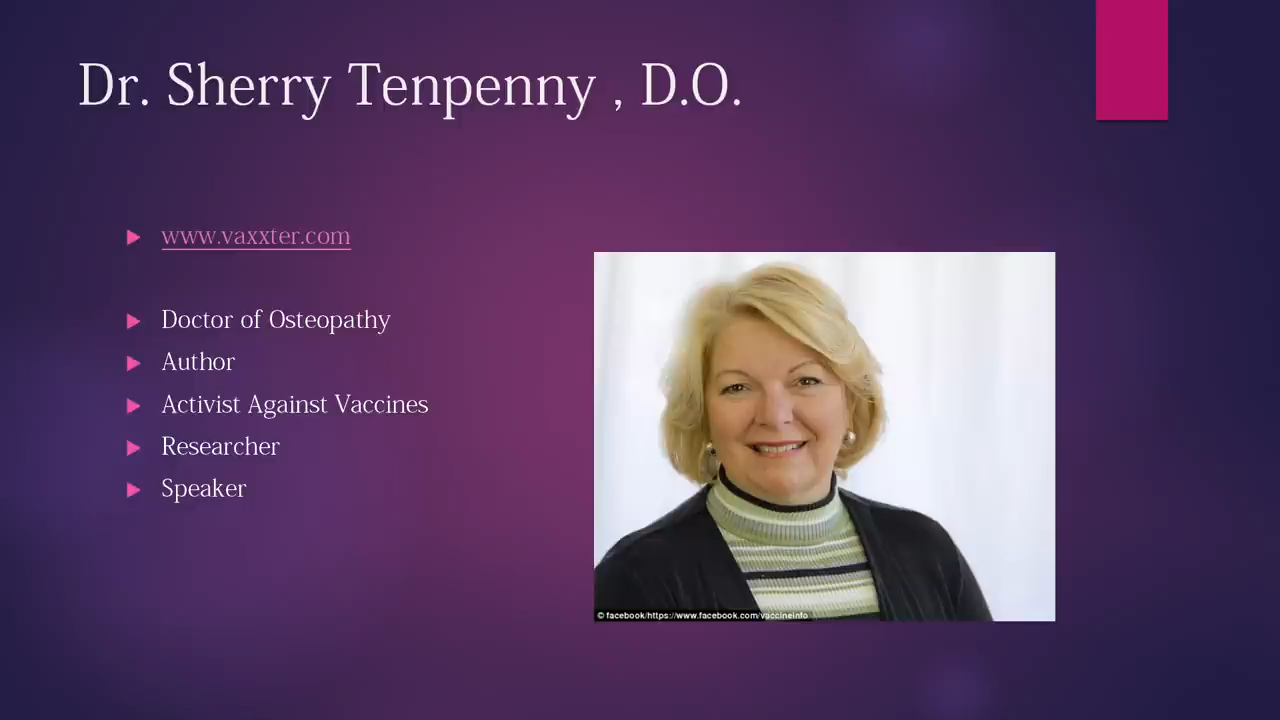 Dr. Sherry Tenpenny , D.O.
www.vaxxter.com
Doctor of Osteopathy
Author
Activist Against Vaccines
Researcher
Speaker
© facebook/https://www.facebook.com/vaccineinfo